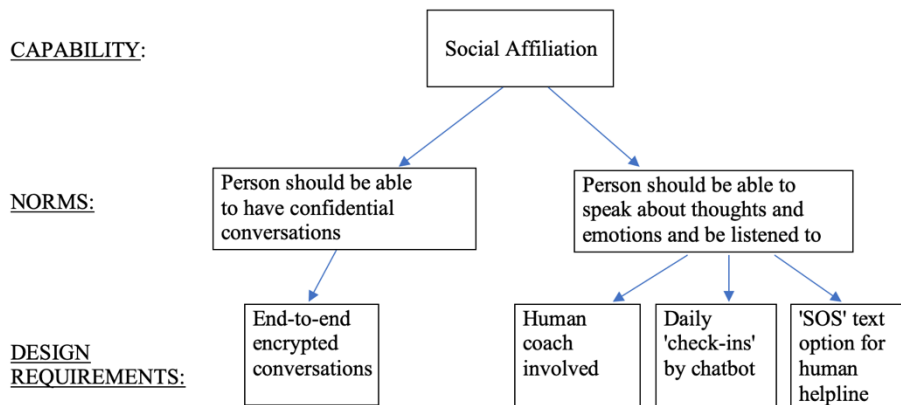 CAPABILITY:
Social Affiliation
NORMS:
Person should be able
to have confidential
conversations
Person should be able to
speak about thoughts and
emotions and be listened to
DESIGN
REQUIREMENTS:
End-to-end
encrypted
conversations
Human
coach
involved
Daily
'check-ins'
by chatbot
'SOS' text
option for
human
helpline